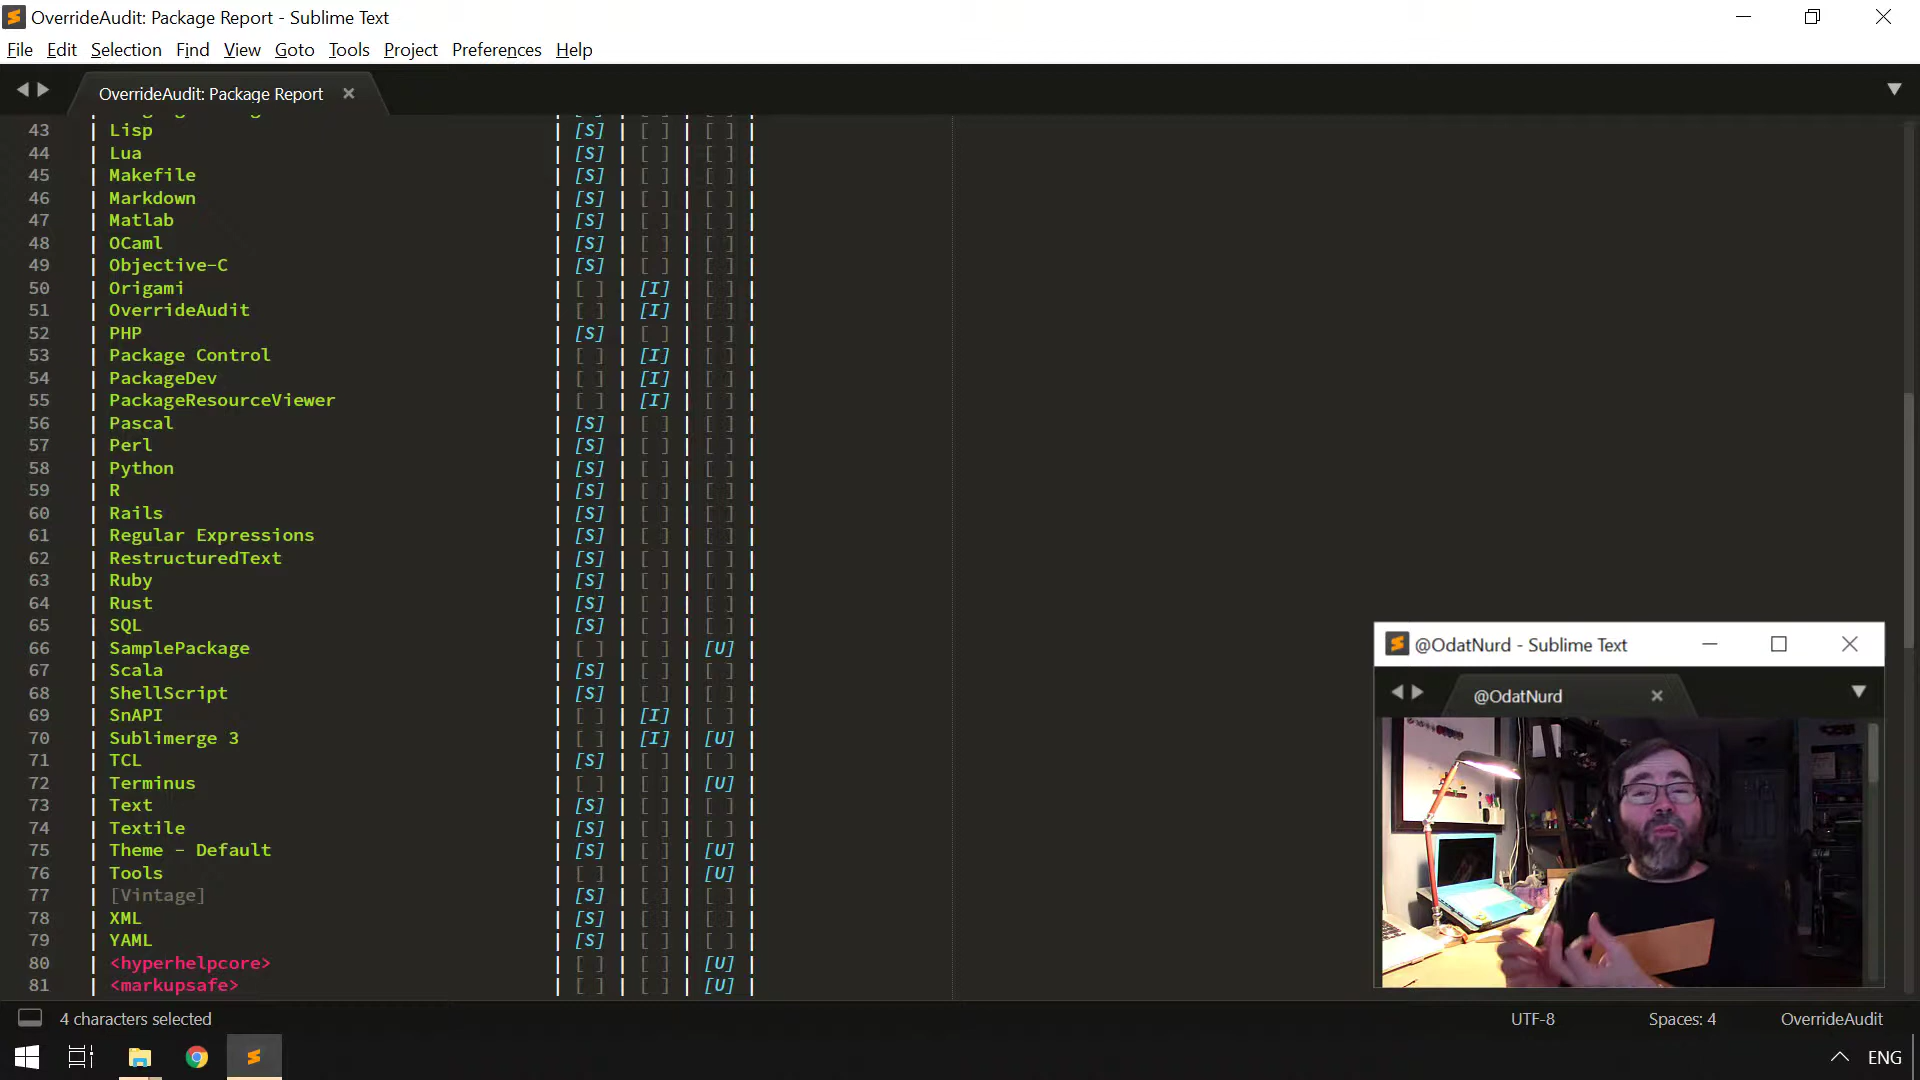 OverrideAudit: Package Report - Sublime Text
File Edit Selection Find View Goto Tools Project Preferences Help
OverrideAudit: Package Report ×
43 | Lisp | [S] | [ ] | [ ] |
44 | Lua | [S] | [ ] | [ ] |
45 | Makefile | [S] | [ ] | [ ] |
46 | Markdown | [S] | [ ] | [ ] |
47 | Matlab | [S] | [ ] | [ ] |
48 | OCaml | [S] | [ ] | [ ] |
49 | Objective-C | [S] | [ ] | [ ] |
50 | Origami | [ ] | [I] | [ ] |
51 | OverrideAudit | [ ] | [I] | [ ] |
52 | PHP | [S] | [ ] | [ ] |
53 | Package Control | [ ] | [I] | [ ] |
54 | PackageDev | [ ] | [I] | [ ] |
55 | PackageResourceViewer | [ ] | [I] | [ ] |
56 | Pascal | [S] | [ ] | [ ] |
57 | Perl | [S] | [ ] | [ ] |
58 | Python | [S] | [ ] | [ ] |
59 | R | [S] | [ ] | [ ] |
60 | Rails | [S] | [ ] | [ ] |
61 | Regular Expressions | [S] | [ ] | [ ] |
62 | RestructuredText | [S] | [ ] | [ ] |
63 | Ruby | [S] | [ ] | [ ] |
64 | Rust | [S] | [ ] | [ ] |
65 | SQL | [S] | [ ] | [ ] |
66 | SamplePackage | [ ] | [ ] | [U] |
67 | Scala | [S] | [ ] | [ ] |
68 | ShellScript | [S] | [ ] | [ ] |
69 | SnAPI | [ ] | [I] | [ ] |
70 | Sublimerge 3 | [ ] | [I] | [U] |
71 | TCL | [S] | [ ] | [ ] |
72 | Terminus | [ ] | [ ] | [U] |
73 | Text | [S] | [ ] | [ ] |
74 | Textile | [S] | [ ] | [ ] |
75 | Theme - Default | [S] | [ ] | [U] |
76 | Tools | [ ] | [ ] | [U] |
77 | [Vintage] | [S] | [ ] | [ ] |
78 | XML | [S] | [ ] | [ ] |
79 | YAML | [S] | [ ] | [ ] |
80 | <hyperhelpcore> | [ ] | [ ] | [U] |
81 | <markupsafe> | [ ] | [ ] | [U] |
@OdatNurd - Sublime Text
@OdatNurd ×
4 characters selected UTF-8 Spaces: 4 OverrideAudit
ENG